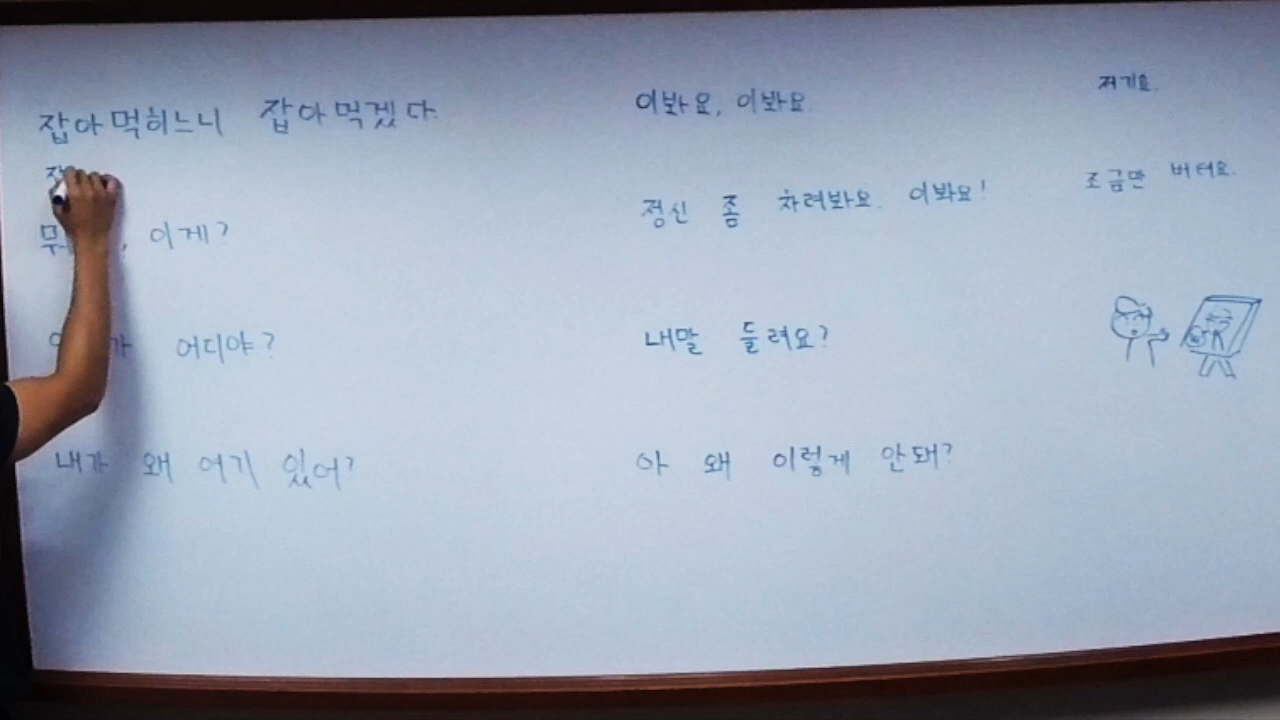 잡아먹히느니 잡아먹겠다.
이게?
어디야?
내가 왜 여기 있어?
이봐요, 이봐요.
정신 좀 차려봐요. 이봐요!
내말 들려요?
아 왜 이렇게 안돼?
저기요.
조금만 버텨요.